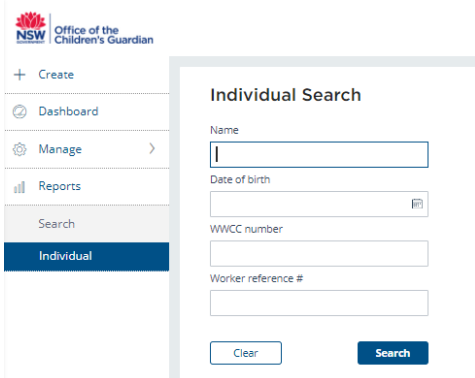 NSW
GOVERNMENT
Office of the
Children's Guardian
+ Create
Dashboard
Manage
Reports
Search
Individual
Individual Search
Name
Date of birth
WWCC number
Worker reference #
Clear
Search